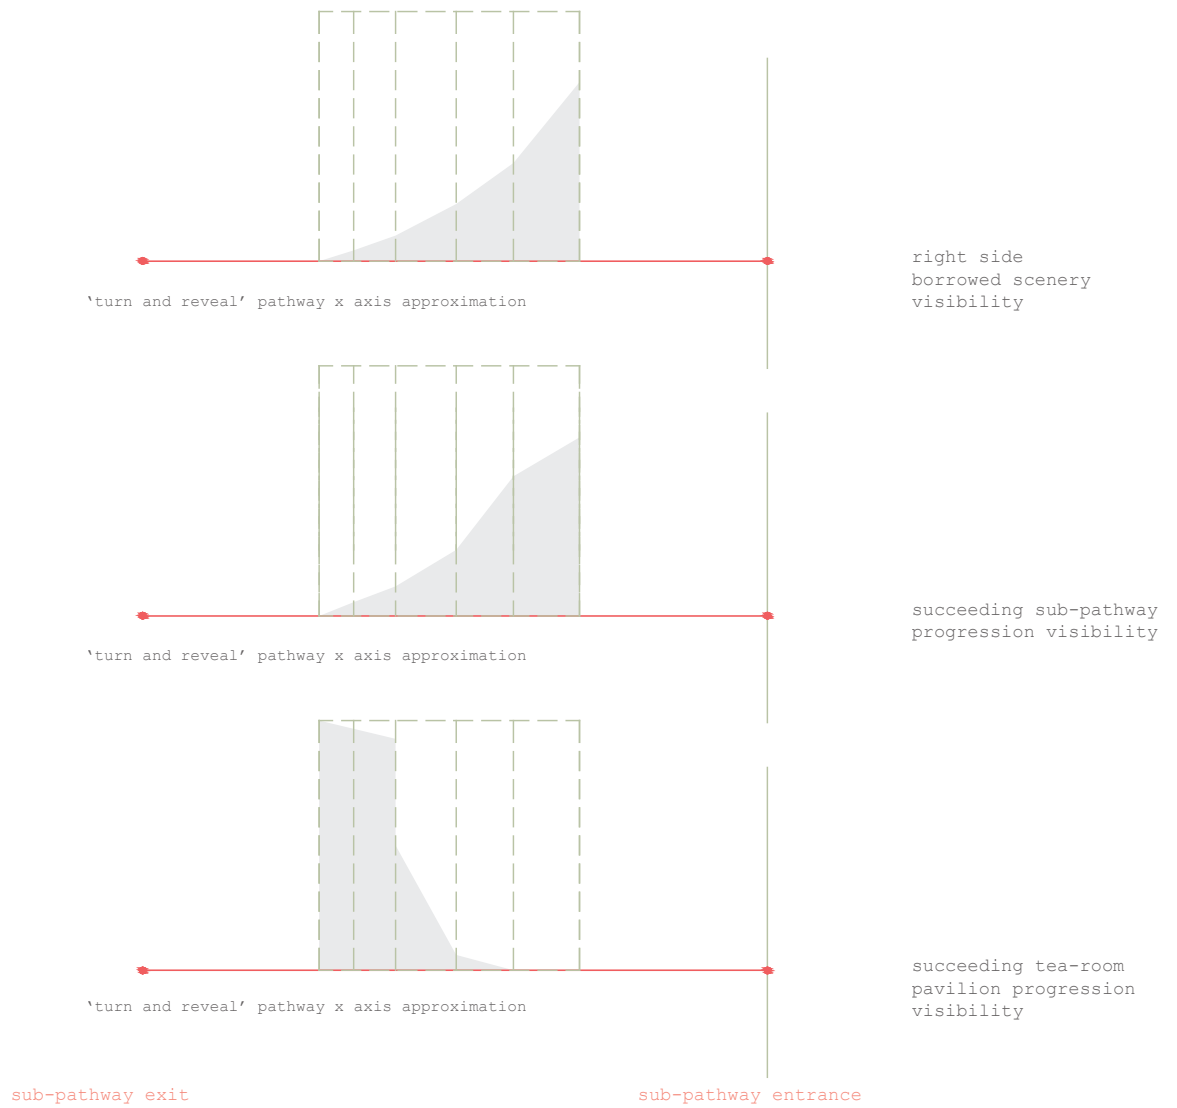 right side
borrowed scenery
visibility
‘turn and reveal’ pathway x axis approximation
succeeding sub-pathway
progression visibility
‘turn and reveal’ pathway x axis approximation
succeeding tea-room
pavilion progression
visibility
‘turn and reveal’ pathway x axis approximation
sub-pathway exit
sub-pathway entrance